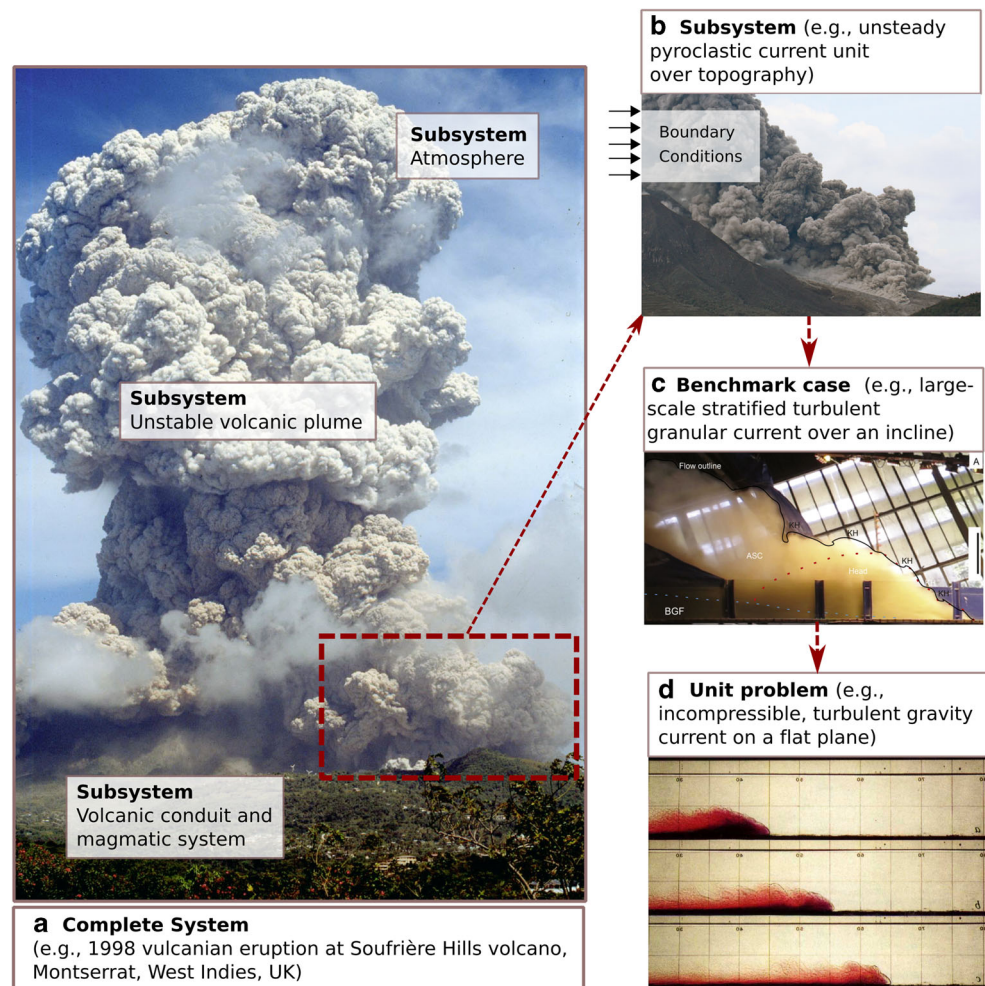 Subsystem
Atmosphere
Subsystem
Unstable volcanic plume
Subsystem
Volcanic conduit and
magmatic system
a Complete System
(e.g., 1998 vulcanian eruption at Soufrière Hills volcano,
Montserrat, West Indies, UK)
b Subsystem (e.g., unsteady
pyroclastic current unit
over topography)
Boundary
Conditions
c Benchmark case (e.g., large-
scale stratified turbulent
granular current over an incline)
Flow outline
A
KH
KH
ASC
Head
KH
KH
BGF
d Unit problem (e.g.,
incompressible, turbulent gravity
current on a flat plane)